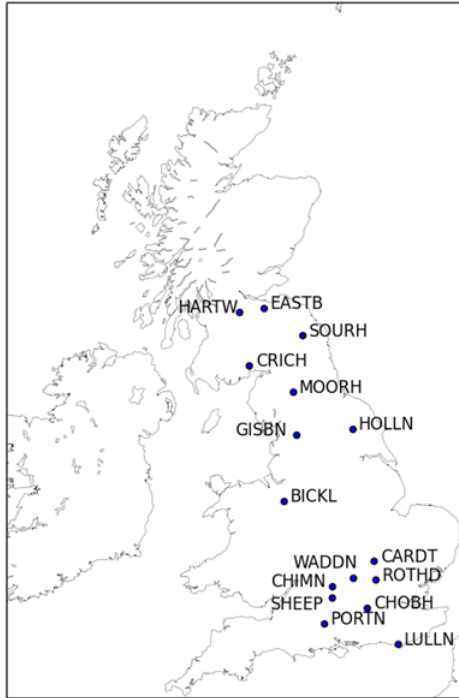 EASTB
HARTW
SOURH
CRICH
MOORH
HOLLN
GISBN
BICKL
WADDN
CARDT
CHIMN
ROTHD
SHEEP
CHOBH
PORTN
LULLN